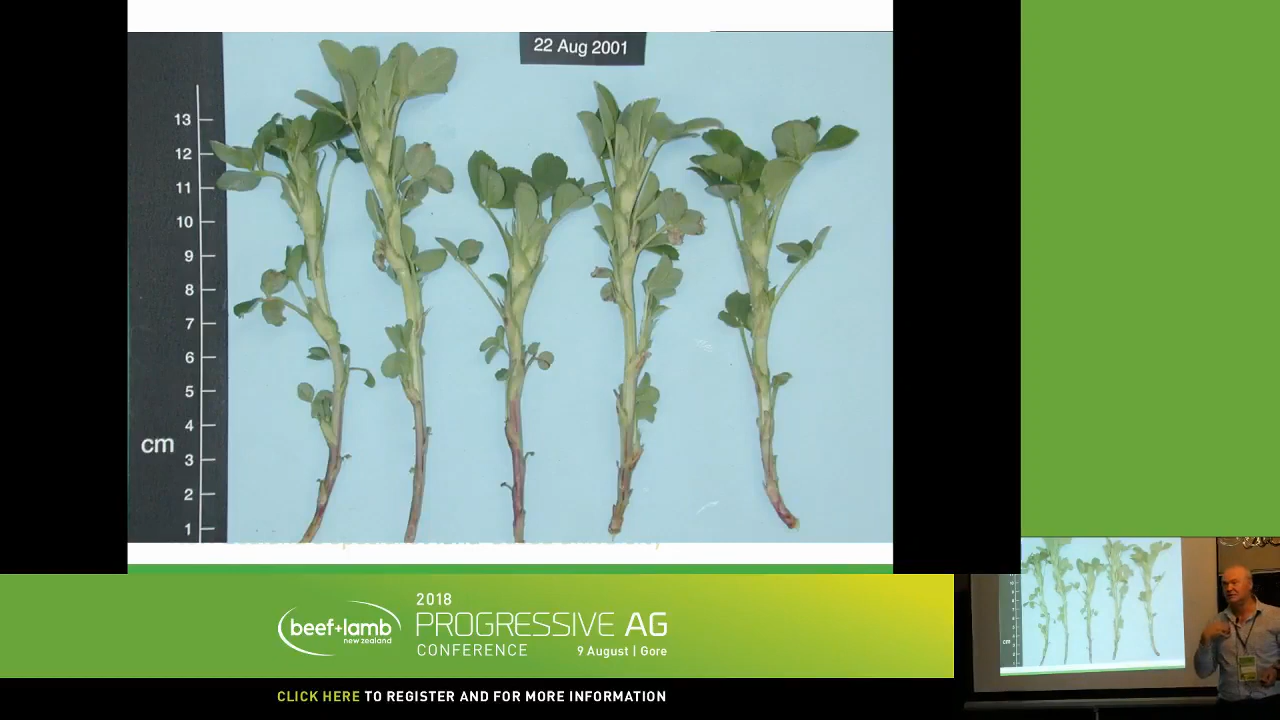 22 Aug 2001
13
12
11
10
9
8
7
6
5
4
cm
3
2
1
beef+lamb
new zealand
2018
PROGRESSIVE AG
CONFERENCE
9 August | Gore
CLICK HERE TO REGISTER AND FOR MORE INFORMATION